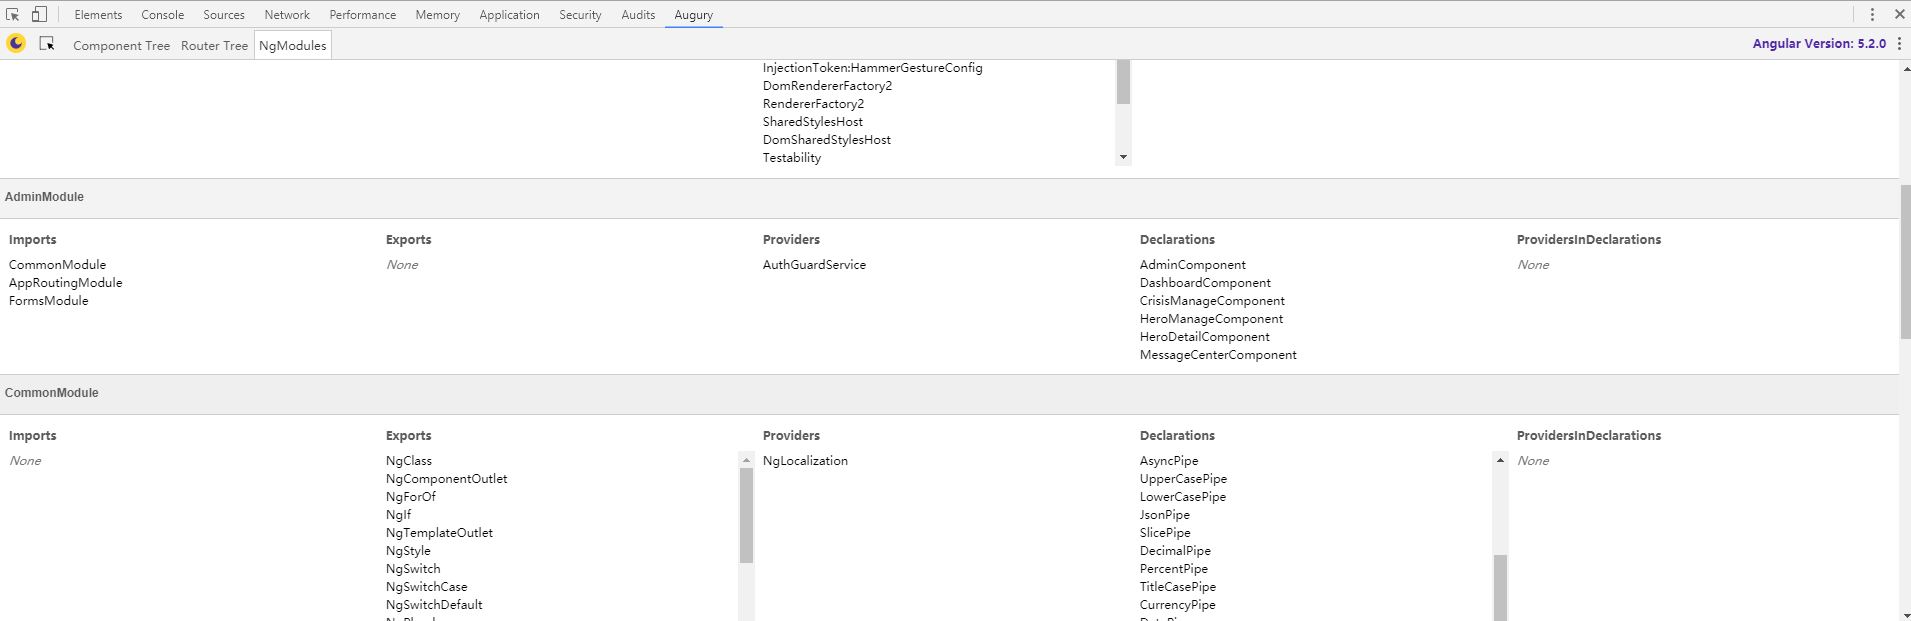 Elements Console Sources Network Performance Memory Application Security Audits Augury
Component Tree Router Tree NgModules Angular Version: 5.2.0
InjectionToken:HammerGestureConfig
DomRendererFactory2
RendererFactory2
SharedStylesHost
DomSharedStylesHost
Testability
AdminModule
Imports Exports Providers Declarations ProvidersInDeclarations
CommonModule None AuthGuardService AdminComponent None
AppRoutingModule DashboardComponent
FormsModule CrisisManageComponent
HeroManageComponent
HeroDetailComponent
MessageCenterComponent
CommonModule
Imports Exports Providers Declarations ProvidersInDeclarations
None NgClass NgLocalization AsyncPipe None
NgComponentOutlet UpperCasePipe
NgForOf LowerCasePipe
NgIf JsonPipe
NgTemplateOutlet SlicePipe
NgStyle DecimalPipe
NgSwitch PercentPipe
NgSwitchCase TitleCasePipe
NgSwitchDefault CurrencyPipe